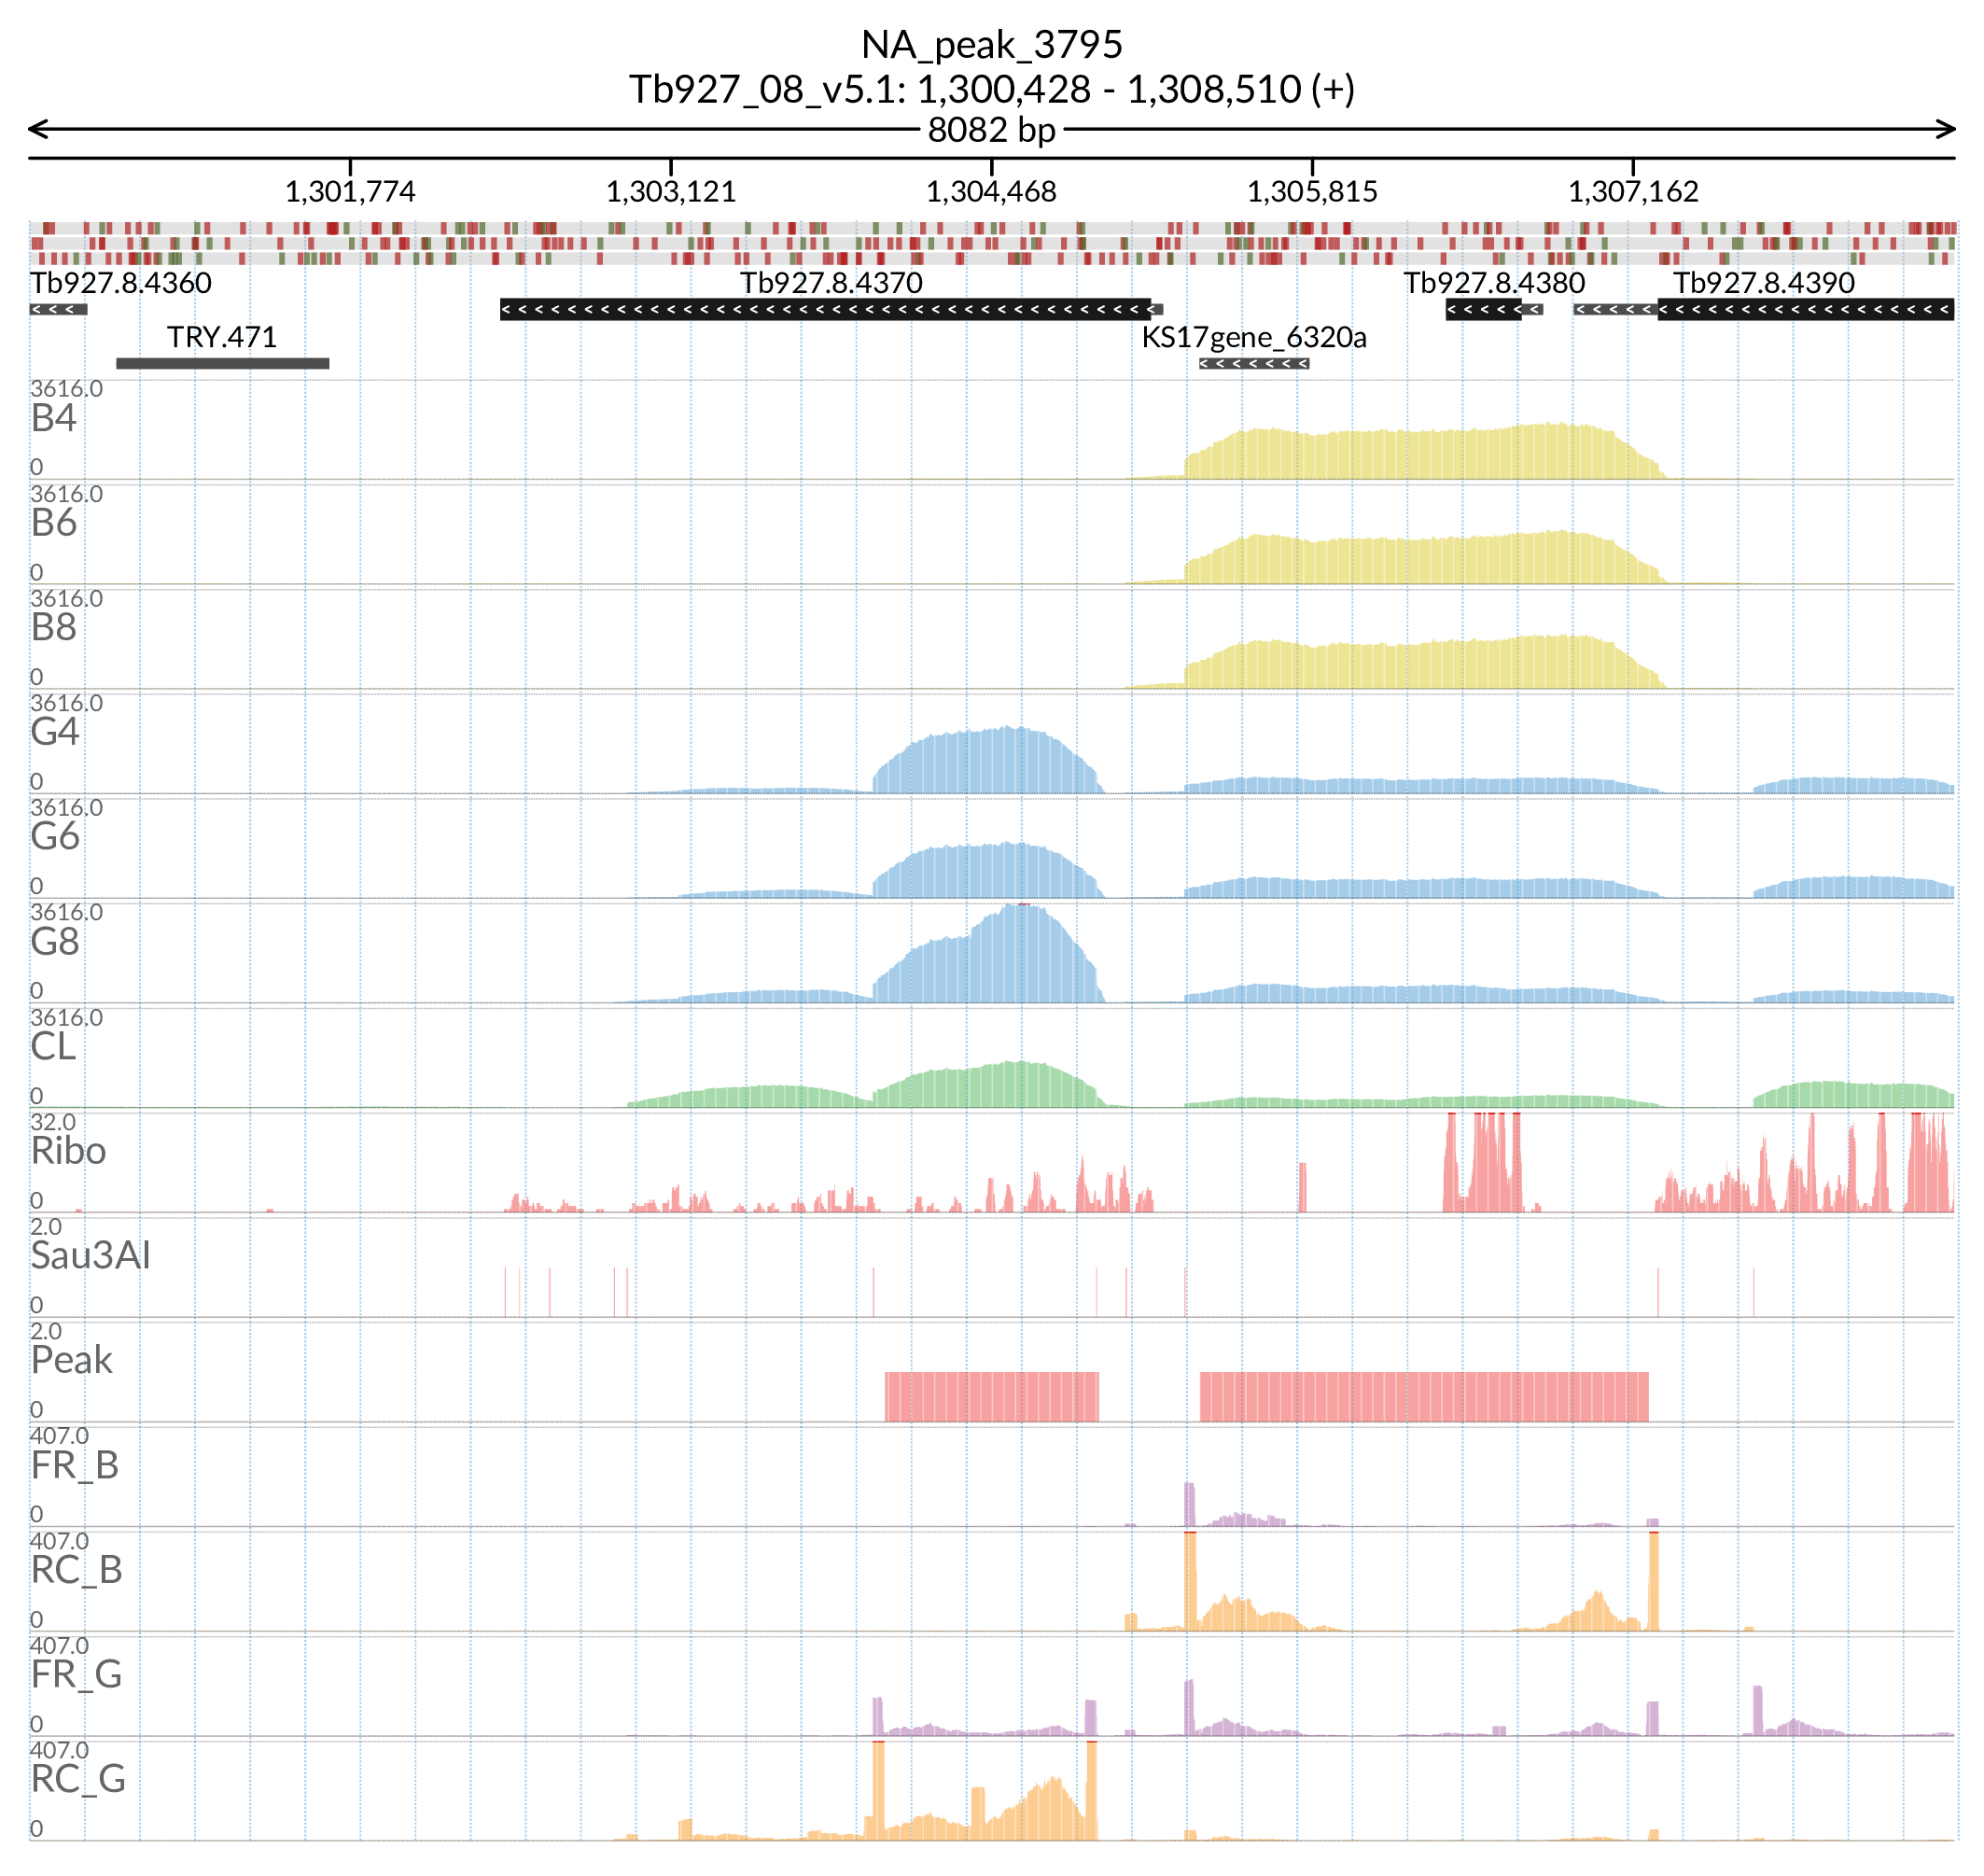 NA_peak_3795
Tb927_08_v5.1: 1,300,428 - 1,308,510 (+)
8082 bp
1,301,774 1,303,121 1,304,468 1,305,815 1,307,162
Tb927.8.4360 Tb927.8.4370 Tb927.8.4380 Tb927.8.4390
TRY.471 KS17gene_6320a
3616.0
B4
0
3616.0
B6
0
3616.0
B8
0
3616.0
G4
0
3616.0
G6
0
3616.0
G8
0
3616.0
CL
0
32.0
Ribo
0
2.0
Sau3AI
0
2.0
Peak
0
407.0
FR_B
0
407.0
RC_B
0
407.0
FR_G
0
407.0
RC_G
0